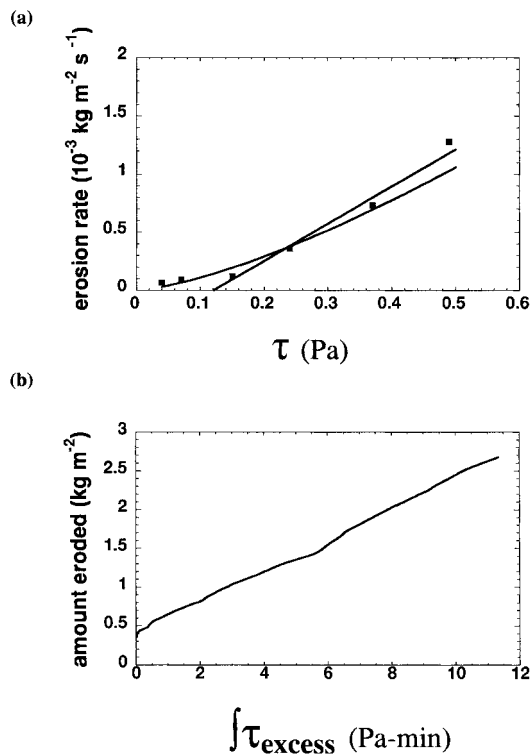 (a)
erosion rate (10⁻³ kg m⁻² s⁻¹)
2
1.5
1
0.5
0
0 0.1 0.2 0.3 0.4 0.5 0.6
τ (Pa)
(b)
amount eroded (kg m⁻²)
3
2.5
2
1.5
1
0.5
0
0 2 4 6 8 10 12
∫τexcess (Pa-min)